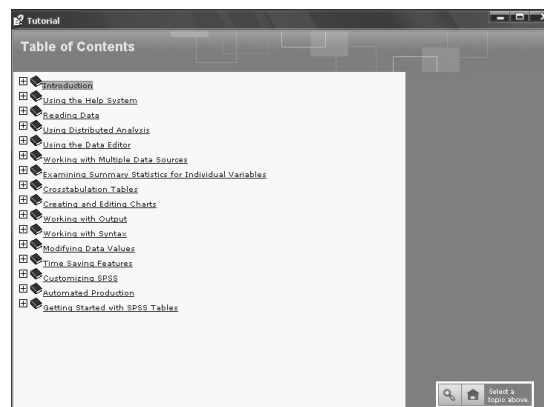 Tutorial
Table of Contents
Introduction
Using the Help System
Reading Data
Using Distributed Analysis
Using the Data Editor
Working with Multiple Data Sources
Examining Summary Statistics for Individual Variables
Crosstabulation Tables
Creating and Editing Charts
Working with Output
Working with Syntax
Modifying Data Values
Time Saving Features
Customizing SPSS
Automated Production
Getting Started with SPSS Tables
Select a
topic above.